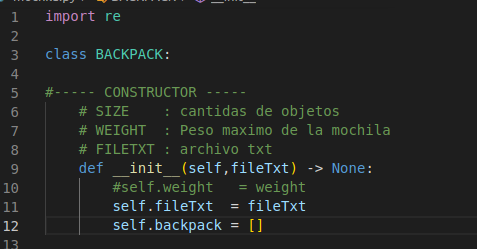 1 import re
2
3 class BACKPACK:
4
5 #----- CONSTRUCTOR -----
6 # SIZE : cantidas de objetos
7 # WEIGHT : Peso maximo de la mochila
8 # FILETXT : archivo txt
9 def __init__(self,fileTxt) -> None:
10 #self.weight = weight
11 self.fileTxt = fileTxt
12 self.backpack = []